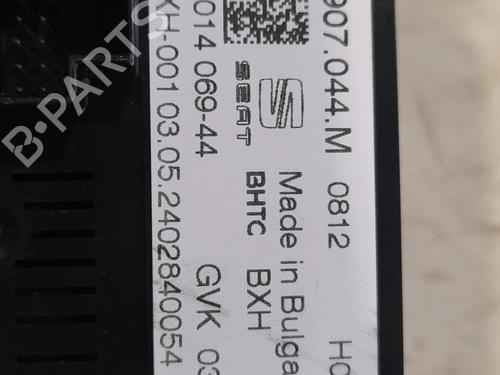 907.044.M 0812 HC
SEAT Made in Bulga
BHTC BXH
014 069-44 GVK 03
XH.001 03.05.2402840054
B-PARTS